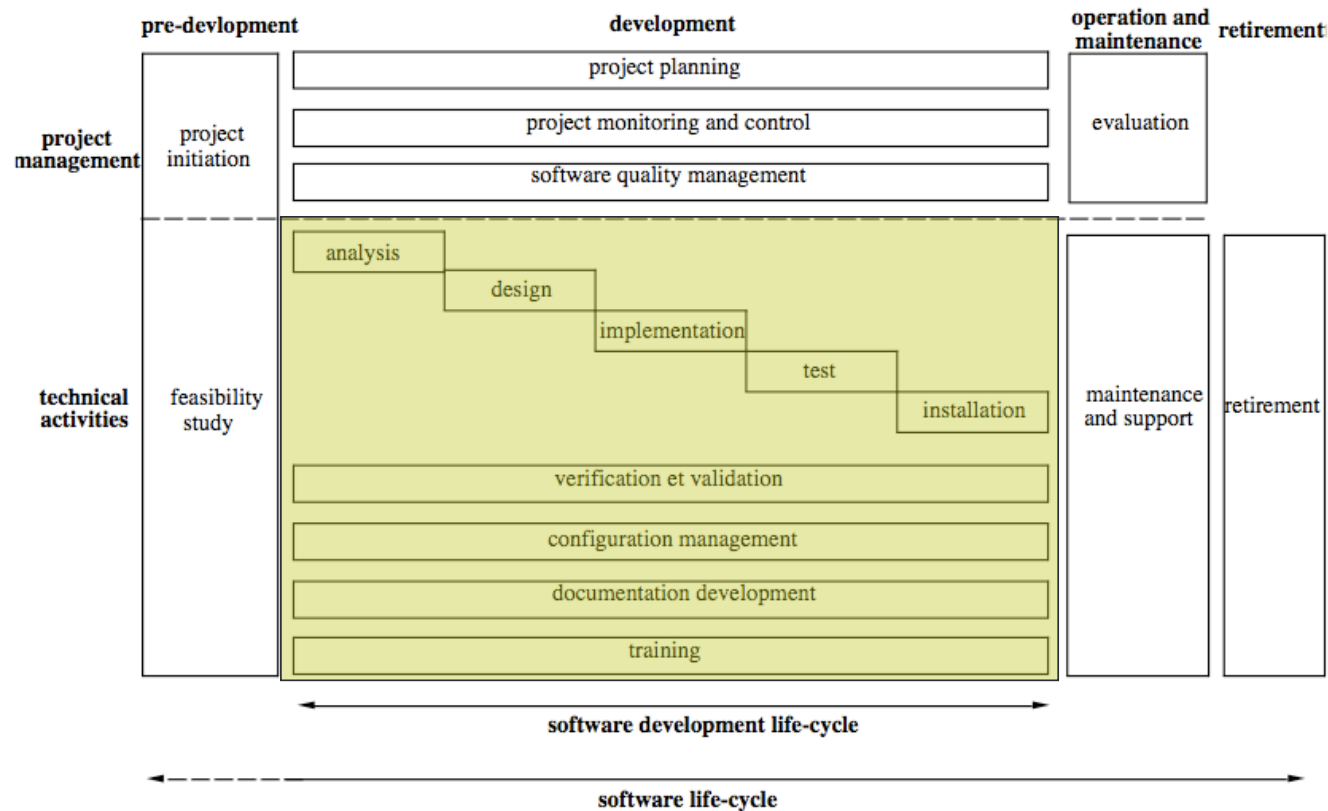 pre-devlopment
development
operation and
maintenance
retirement
project
management
project
initiation
project planning
project monitoring and control
software quality management
evaluation
technical
activities
feasibility
study
analysis
design
implementation
test
installation
verification et validation
configuration management
documentation development
training
maintenance
and support
retirement
software development life-cycle
software life-cycle